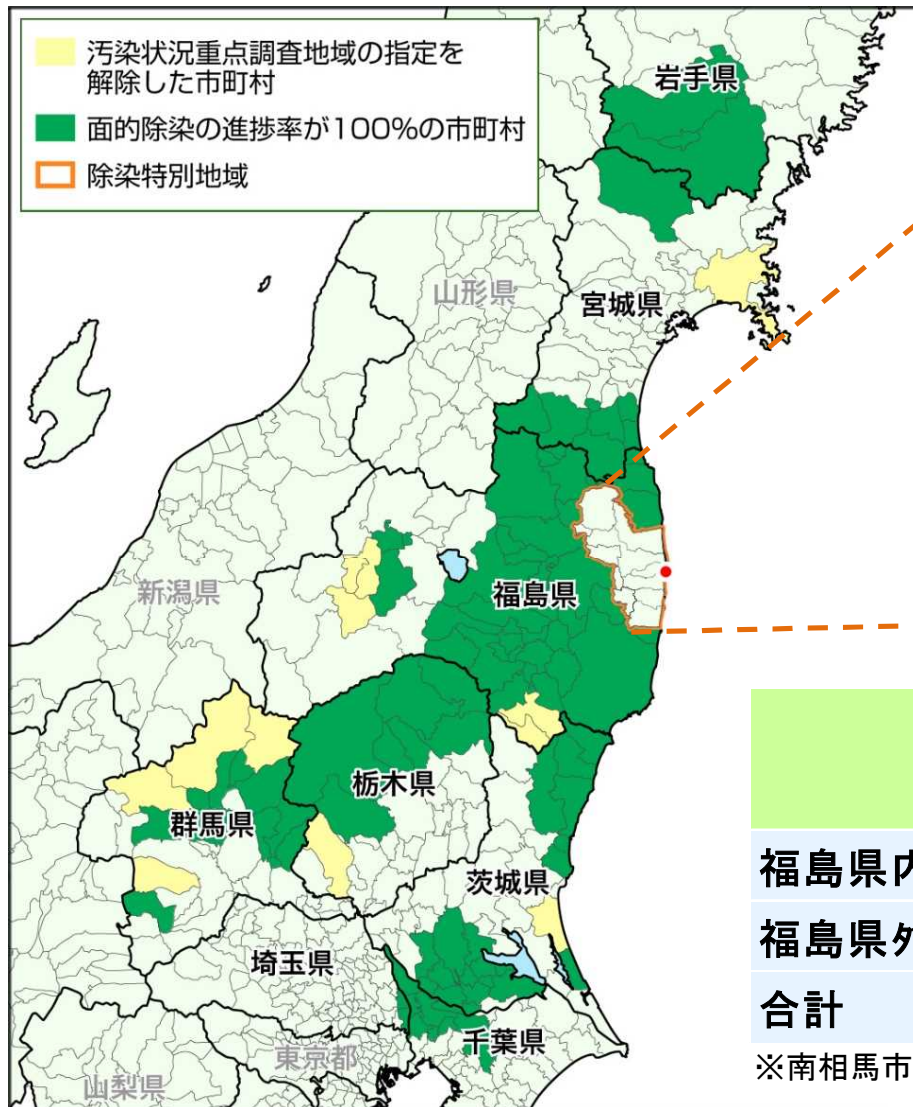 汚染状況重点調査地域の指定を
解除した市町村
面的除染の進捗率が100%の市町村
除染特別地域
岩手県
山形県
宮城県
新潟県
福島県
栃木県
群馬県
茨城県
埼玉県
千葉県
東京都
山梨県
福島県内
福島県外
合計
※南相馬市